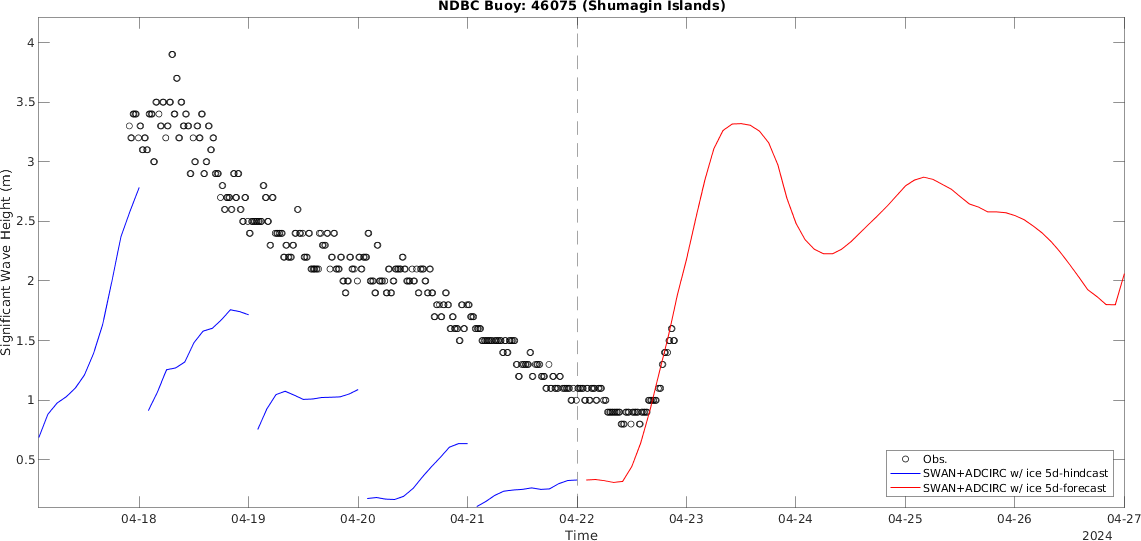 NDBC Buoy: 46075 (Shumagin Islands)
Significant Wave Height (m)
4
3.5
3
2.5
2
1.5
1
0.5
Obs.
SWAN+ADCIRC w/ ice 5d-hindcast
SWAN+ADCIRC w/ ice 5d-forecast
04-18 04-19 04-20 04-21 04-22 04-23 04-24 04-25 04-26 04-27
Time
2024